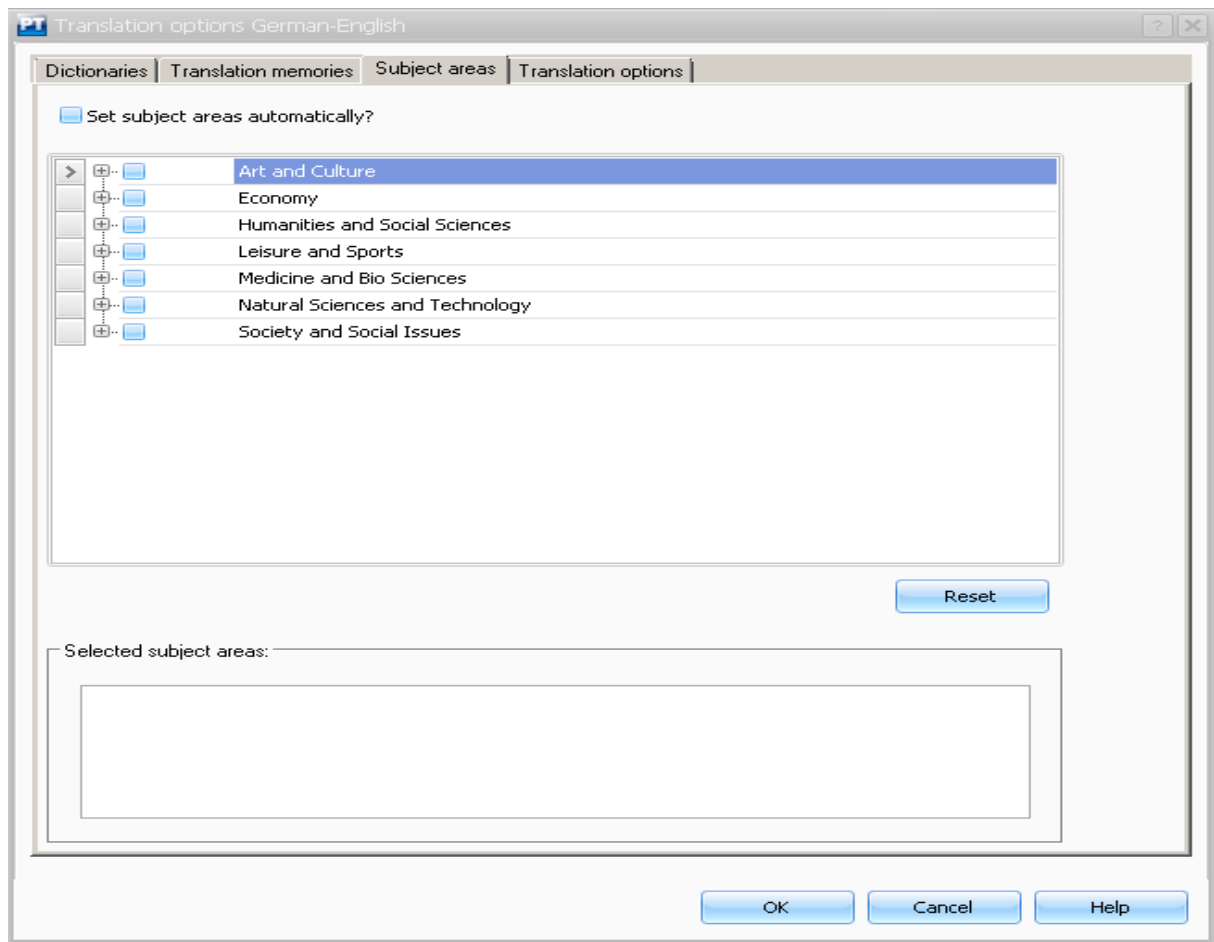 PT Translation options German-English ? X
Dictionaries Translation memories Subject areas Translation options
Set subject areas automatically?
> Art and Culture
Economy
Humanities and Social Sciences
Leisure and Sports
Medicine and Bio Sciences
Natural Sciences and Technology
Society and Social Issues
Reset
Selected subject areas:
OK Cancel Help